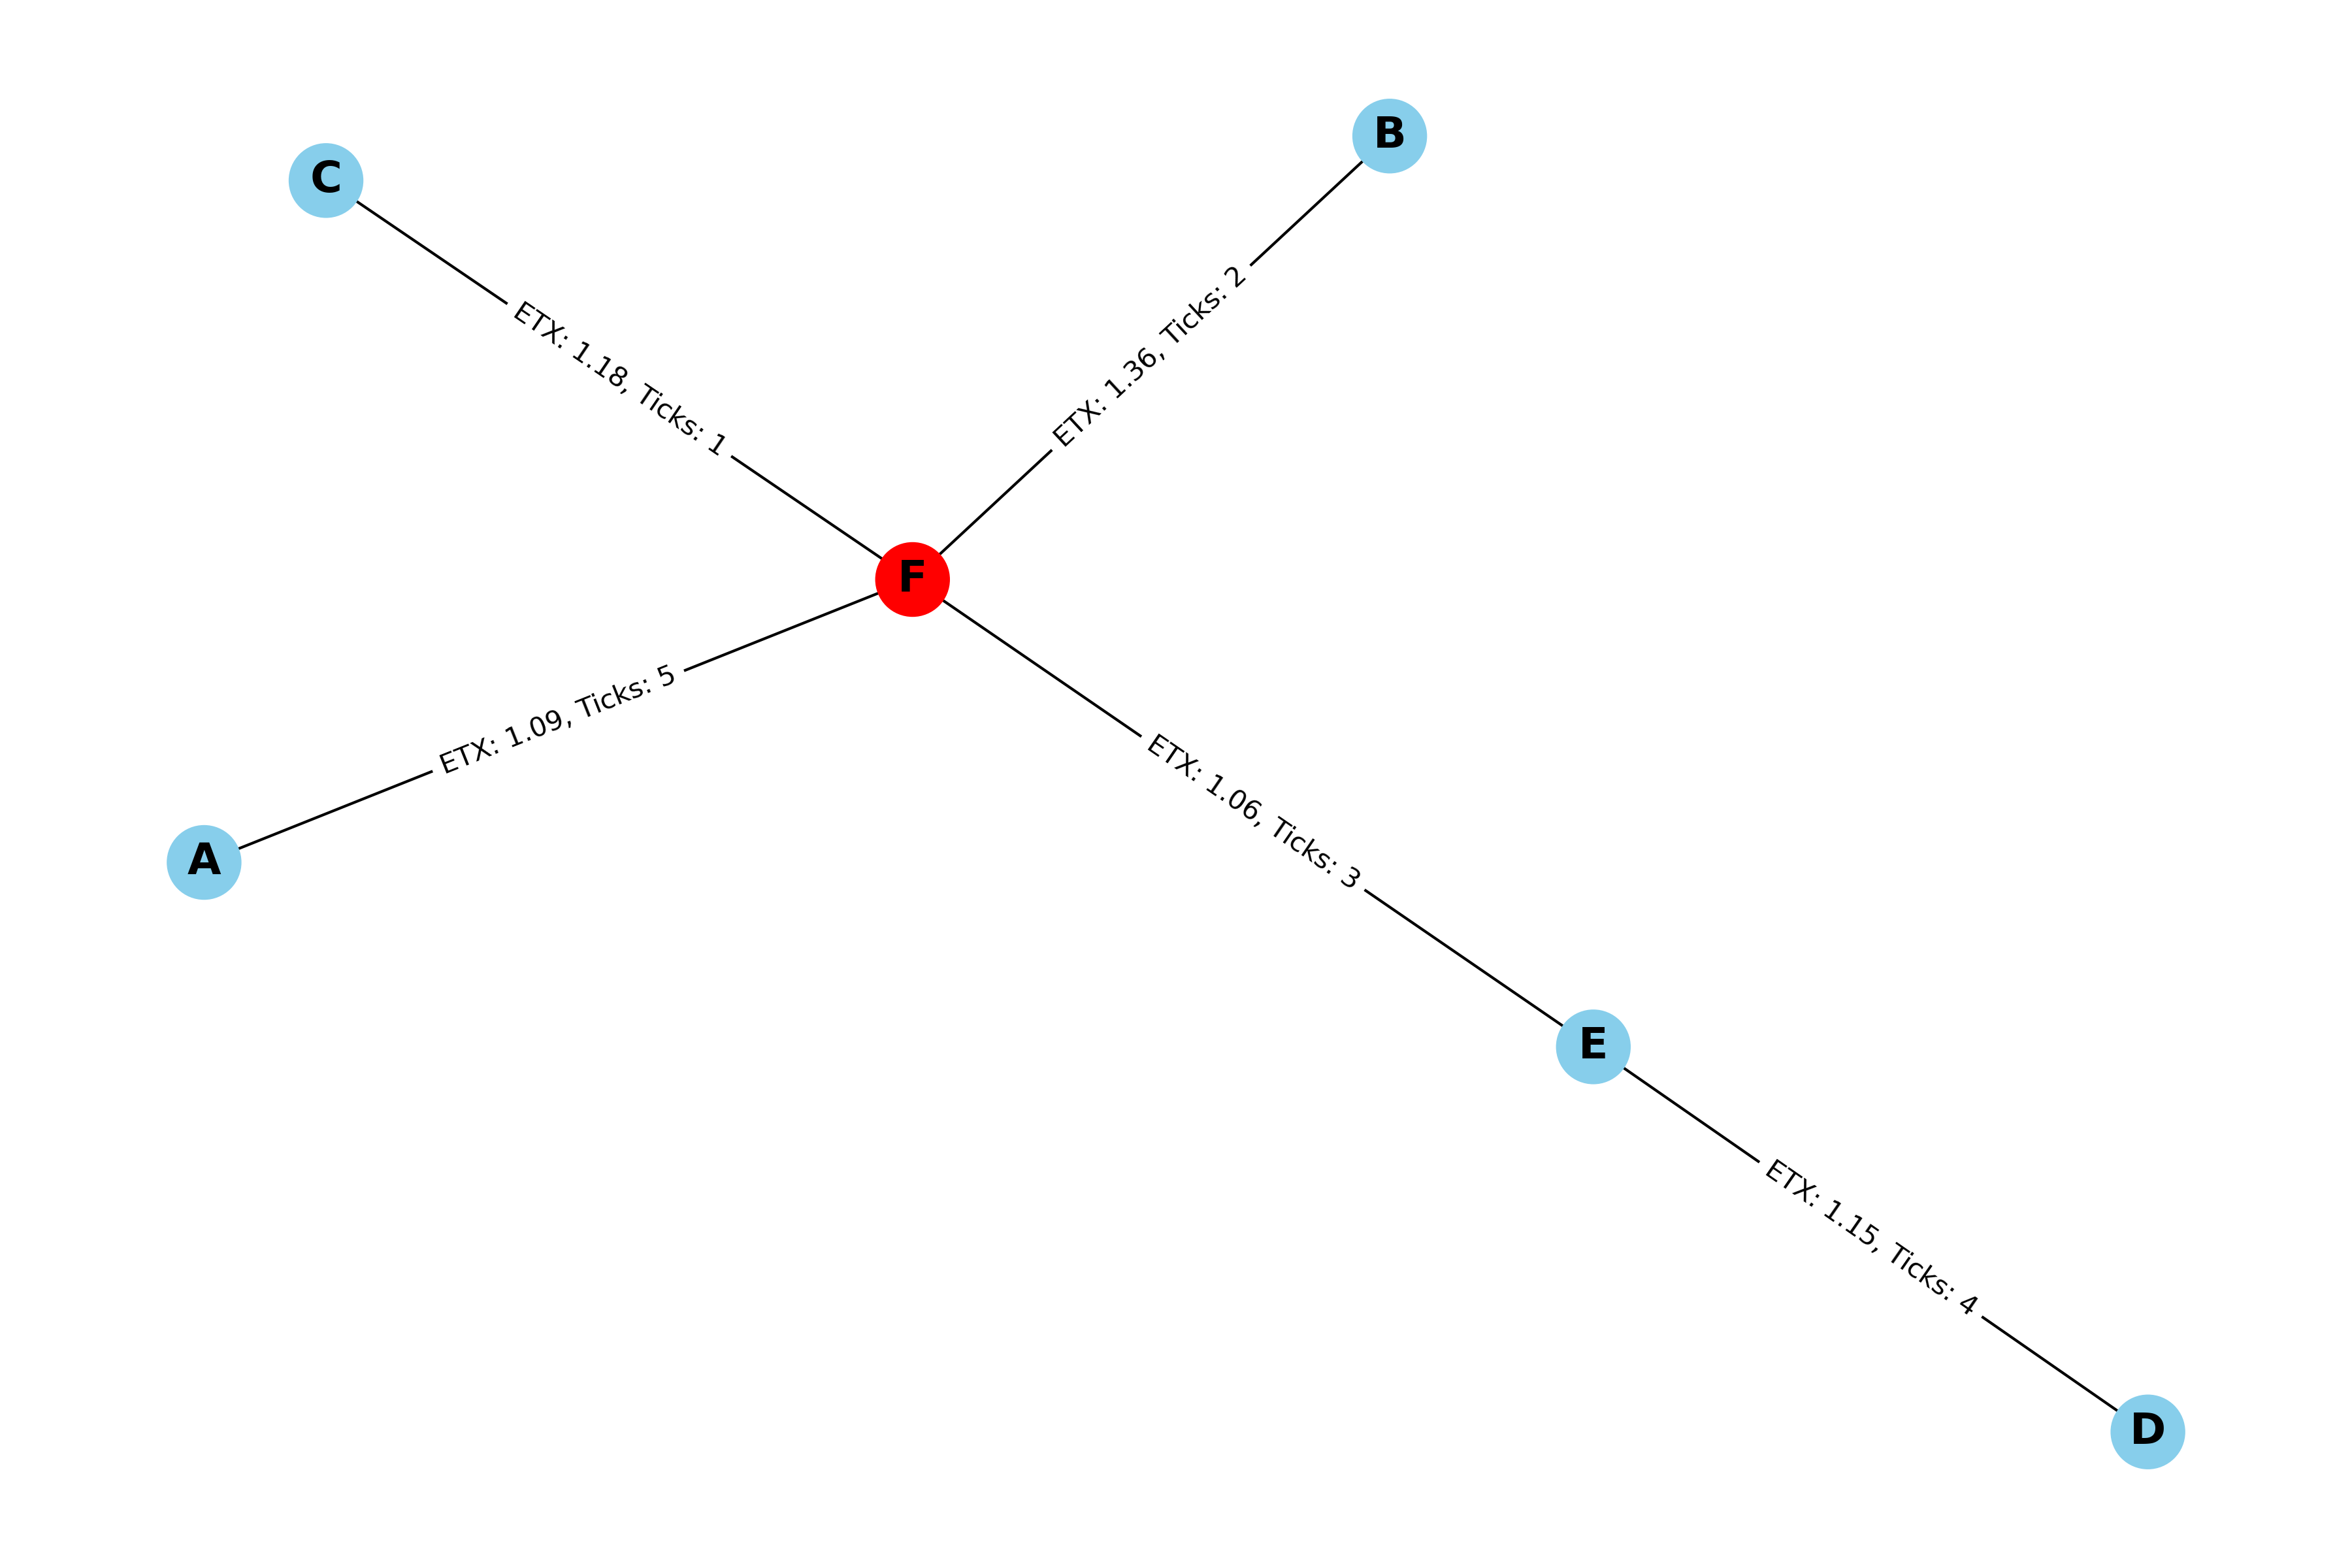 B
C
ETX: 1.36, Ticks: 2
ETX: 1.18, Ticks: 1
F
ETX: 1.09, Ticks: 5
ETX: 1.06, Ticks: 3
A
E
ETX: 1.15, Ticks: 4
D